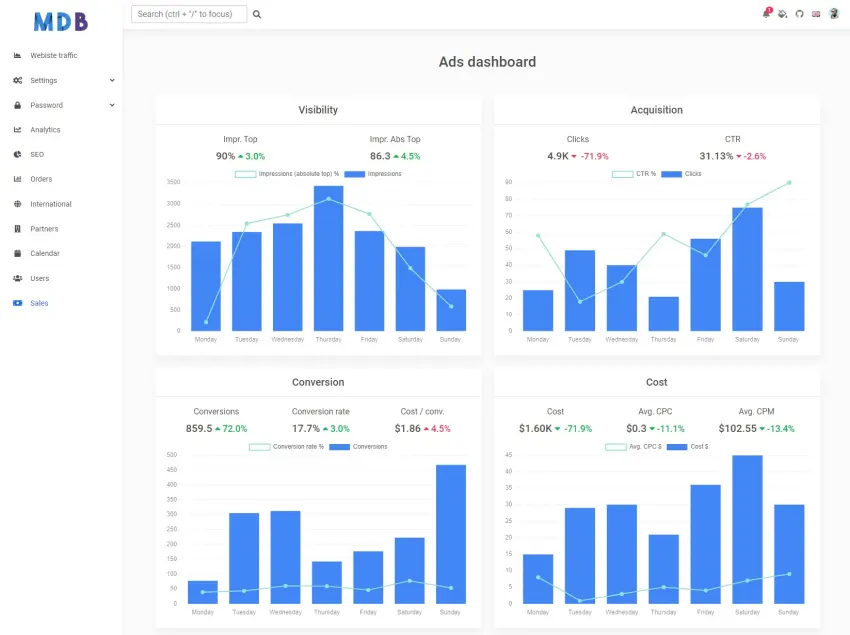 MDB
Search (ctrl + "/" to focus)
1
Webiste traffic
Settings
Password
Analytics
SEO
Orders
International
Partners
Calendar
Users
Sales
Ads dashboard
Visibility
Impr. Top
Impr. Abs Top
90% 3.0%
86.3 4.5%
Impressions (absolute top) % Impressions
3500
3000
2500
2000
1500
1000
500
0
Monday Tuesday Wednesday Thursday Friday Saturday Sunday
Acquisition
Clicks
CTR
4.9K -71.9%
31.13% -2.6%
CTR % Clicks
90
80
70
60
50
40
30
20
10
0
Monday Tuesday Wednesday Thursday Friday Saturday Sunday
Conversion
Conversions
Conversion rate
Cost / conv.
859.5 72.0%
17.7% 3.0%
$1.86 4.5%
Conversion rate % Conversions
500
450
400
350
300
250
200
150
100
50
0
Monday Tuesday Wednesday Thursday Friday Saturday Sunday
Cost
Cost
Avg. CPC
Avg. CPM
$1.60K -71.9%
$0.3 -11.1%
$102.55 -13.4%
Avg. CPC $ Cost $
45
40
35
30
25
20
15
10
5
0
Monday Tuesday Wednesday Thursday Friday Saturday Sunday